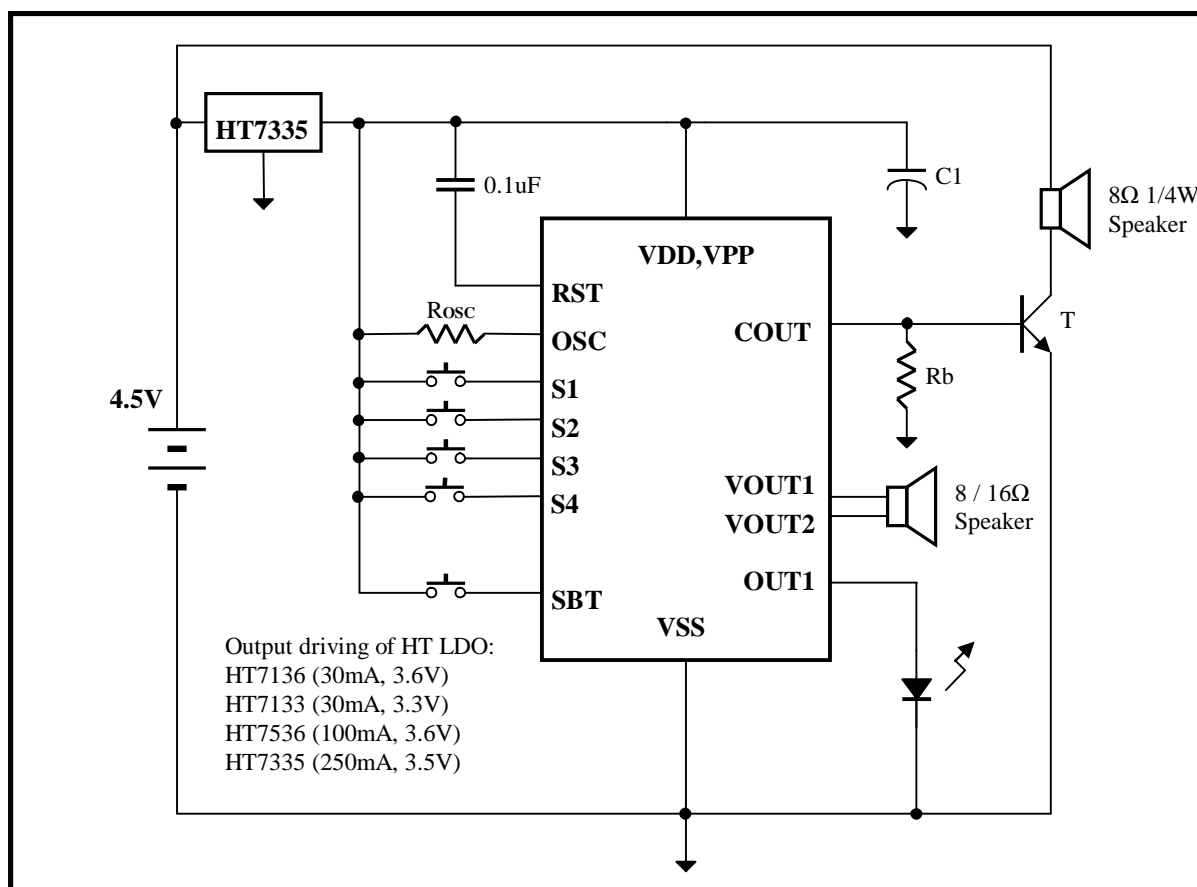 HT7335
0.1uF
C1
8Ω 1/4W
Speaker
VDD,VPP
RST
Rosc
OSC
COUT
T
S1
Rb
4.5V
S2
S3
S4
VOUT1
VOUT2
8 / 16Ω
Speaker
OUT1
SBT
VSS
Output driving of HT LDO:
HT7136 (30mA, 3.6V)
HT7133 (30mA, 3.3V)
HT7536 (100mA, 3.6V)
HT7335 (250mA, 3.5V)